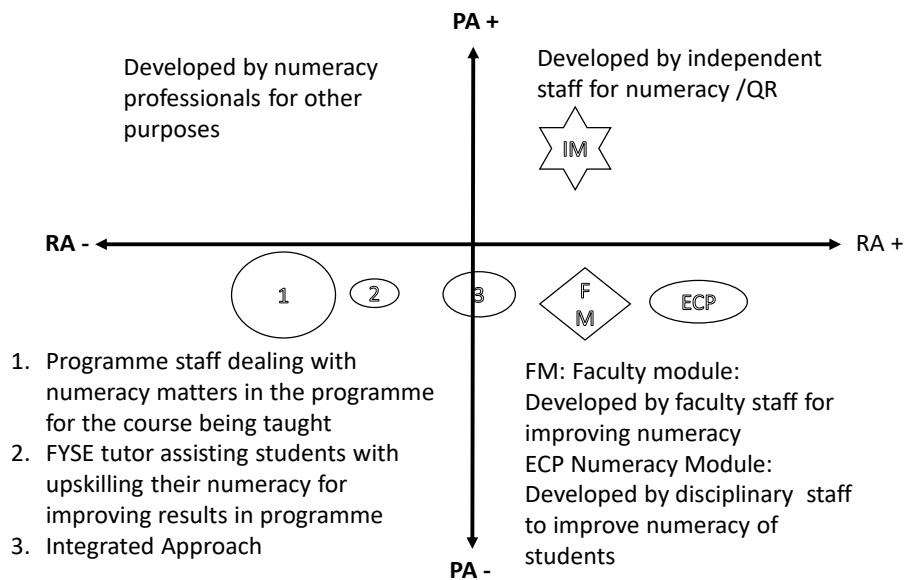 PA +
Developed by numeracy
professionals for other
purposes
Developed by independent
staff for numeracy /QR
IM
RA -
RA +
1
2
3
F
M
ECP
1. Programme staff dealing with
numeracy matters in the programme
for the course being taught
2. FYSE tutor assisting students with
upskilling their numeracy for
improving results in programme
3. Integrated Approach
FM: Faculty module:
Developed by faculty staff for
improving numeracy
ECP Numeracy Module:
Developed by disciplinary staff
to improve numeracy of
students
PA -